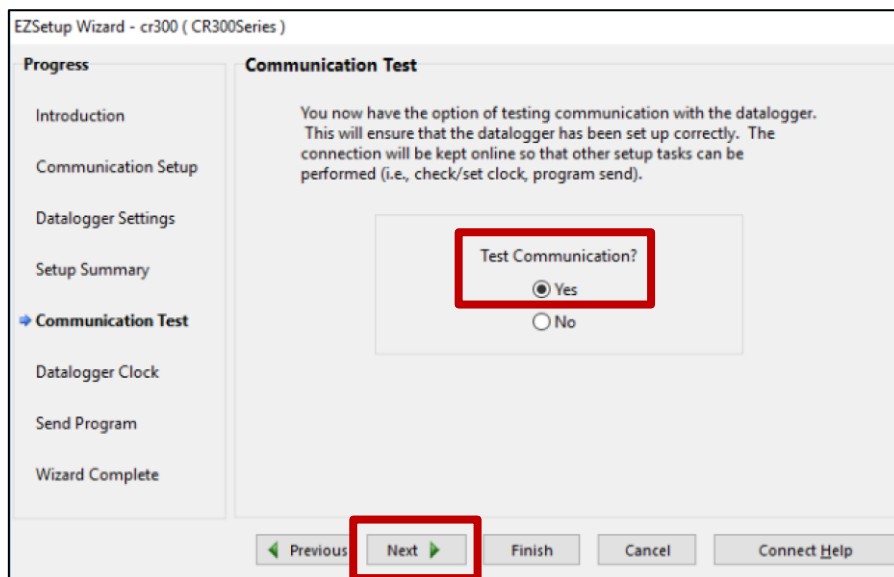 EZSetup Wizard - cr300 ( CR300Series )
Progress
Introduction
Communication Setup
Datalogger Settings
Setup Summary
Communication Test
Datalogger Clock
Send Program
Wizard Complete
Communication Test
You now have the option of testing communication with the datalogger.
This will ensure that the datalogger has been set up correctly. The
connection will be kept online so that other setup tasks can be
performed (i.e., check/set clock, program send).
Test Communication?
Yes
No
Previous Next Finish Cancel Connect Help